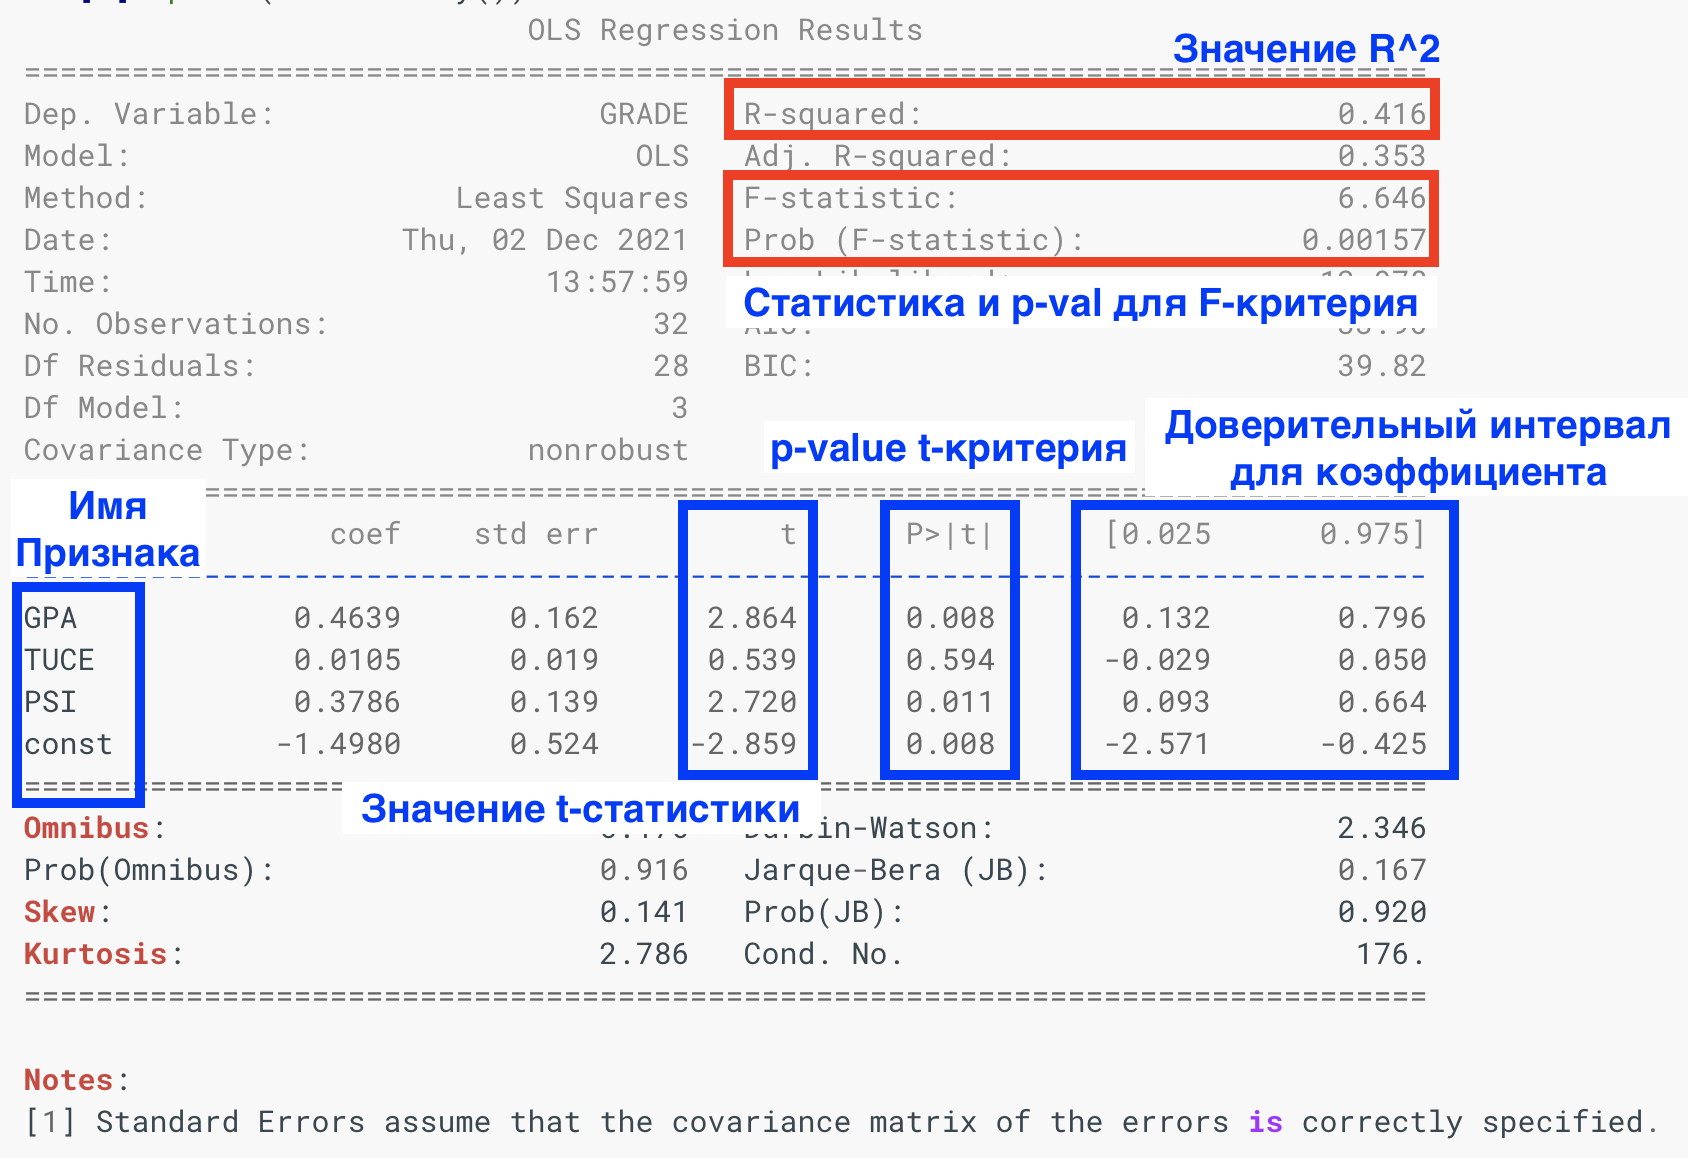 OLS Regression Results
Значение R^2
==============================================================================
Dep. Variable: GRADE R-squared: 0.416
Model: OLS Adj. R-squared: 0.353
Method: Least Squares F-statistic: 6.646
Date: Thu, 02 Dec 2021 Prob (F-statistic): 0.00157
Time: 13:57:59
Статистика и p-val для F-критерия
No. Observations: 32
Df Residuals: 28 BIC: 39.82
Df Model: 3
Covariance Type: nonrobust
p-value t-критерия
Доверительный интервал
для коэффициента
Имя
Признака
coef std err t P>|t| [0.025 0.975]
GPA 0.4639 0.162 2.864 0.008 0.132 0.796
TUCE 0.0105 0.019 0.539 0.594 -0.029 0.050
PSI 0.3786 0.139 2.720 0.011 0.093 0.664
const -1.4980 0.524 -2.859 0.008 -2.571 -0.425
Значение t-статистики
Omnibus: Durbin-Watson: 2.346
Prob(Omnibus): 0.916 Jarque-Bera (JB): 0.167
Skew: 0.141 Prob(JB): 0.920
Kurtosis: 2.786 Cond. No. 176.
==============================================================================
Notes:
[1] Standard Errors assume that the covariance matrix of the errors is correctly specified.